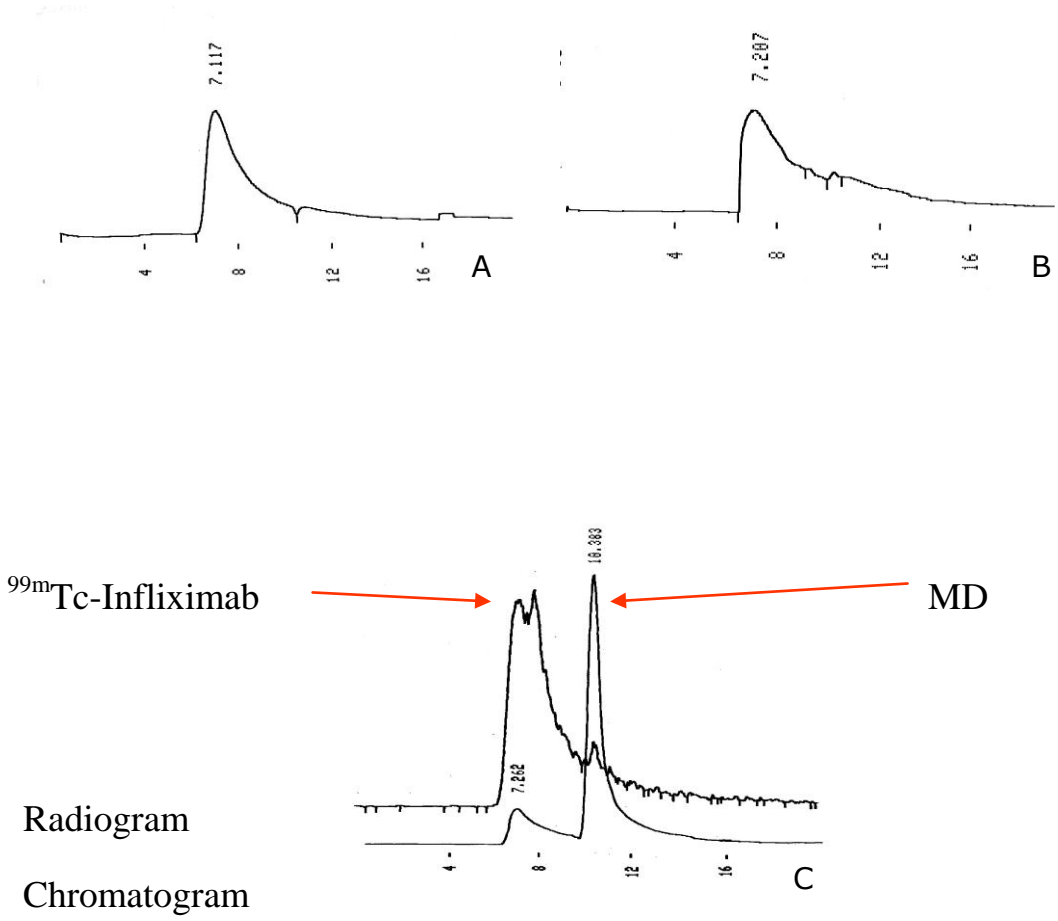 7.117
4 - 8 - 12 - 16 -
A
7.207
4 - 8 - 12 - 16 -
B
10.383
99mTc-Infliximab
MD
7.262
Radiogram
4 - 8 - 12 - 16 -
C
Chromatogram